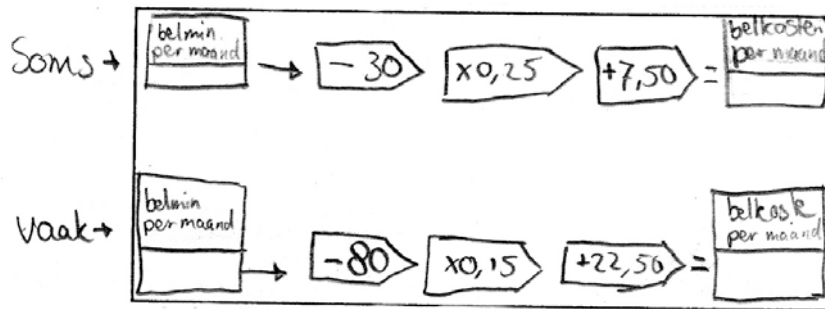 Soms → belmin. per maand → -30 x0,25 +7,50 = belkosten per maand
vaak → belmin per maand → -80 x0,15 +22,50 = belkoste per maand